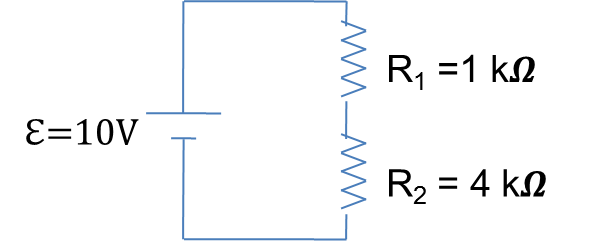 R₁ =1 kΩ
Ɛ=10V
R₂ = 4 kΩ